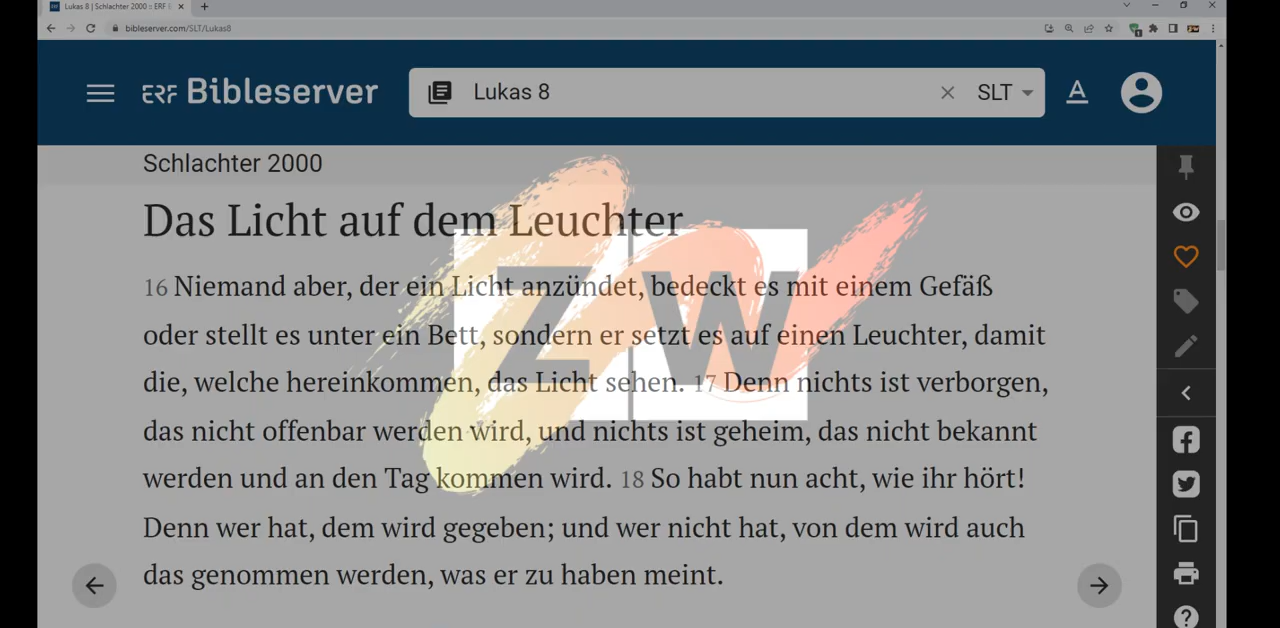 Lukas 8 | Schlachter 2000 :: ERF B
bibleserver.com/SLT/Lukas8
ERF Bibleserver
Lukas 8
SLT
A
Schlachter 2000
Das Licht auf dem Leuchter
16 Niemand aber, der ein Licht anzündet, bedeckt es mit einem Gefäß
oder stellt es unter ein Bett, sondern er setzt es auf einen Leuchter, damit
die, welche hereinkommen, das Licht sehen. 17 Denn nichts ist verborgen,
das nicht offenbar werden wird, und nichts ist geheim, das nicht bekannt
werden und an den Tag kommen wird. 18 So habt nun acht, wie ihr hört!
Denn wer hat, dem wird gegeben; und wer nicht hat, von dem wird auch
das genommen werden, was er zu haben meint.
ZW